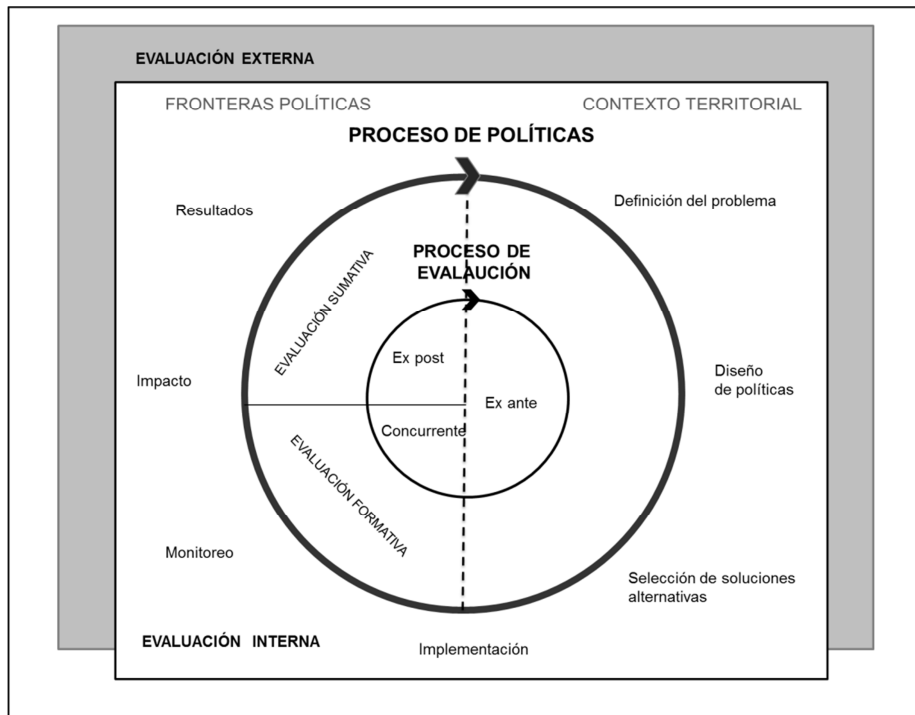 EVALUACIÓN EXTERNA
FRONTERAS POLÍTICAS
CONTEXTO TERRITORIAL
PROCESO DE POLÍTICAS
Resultados
Definición del problema
PROCESO DE
EVALAUCIÓN
EVALUACIÓN SUMATIVA
Ex post
Impacto
Diseño
de políticas
Ex ante
Concurrente
EVALUACIÓN FORMATIVA
Monitoreo
Selección de soluciones
alternativas
EVALUACIÓN INTERNA
Implementación